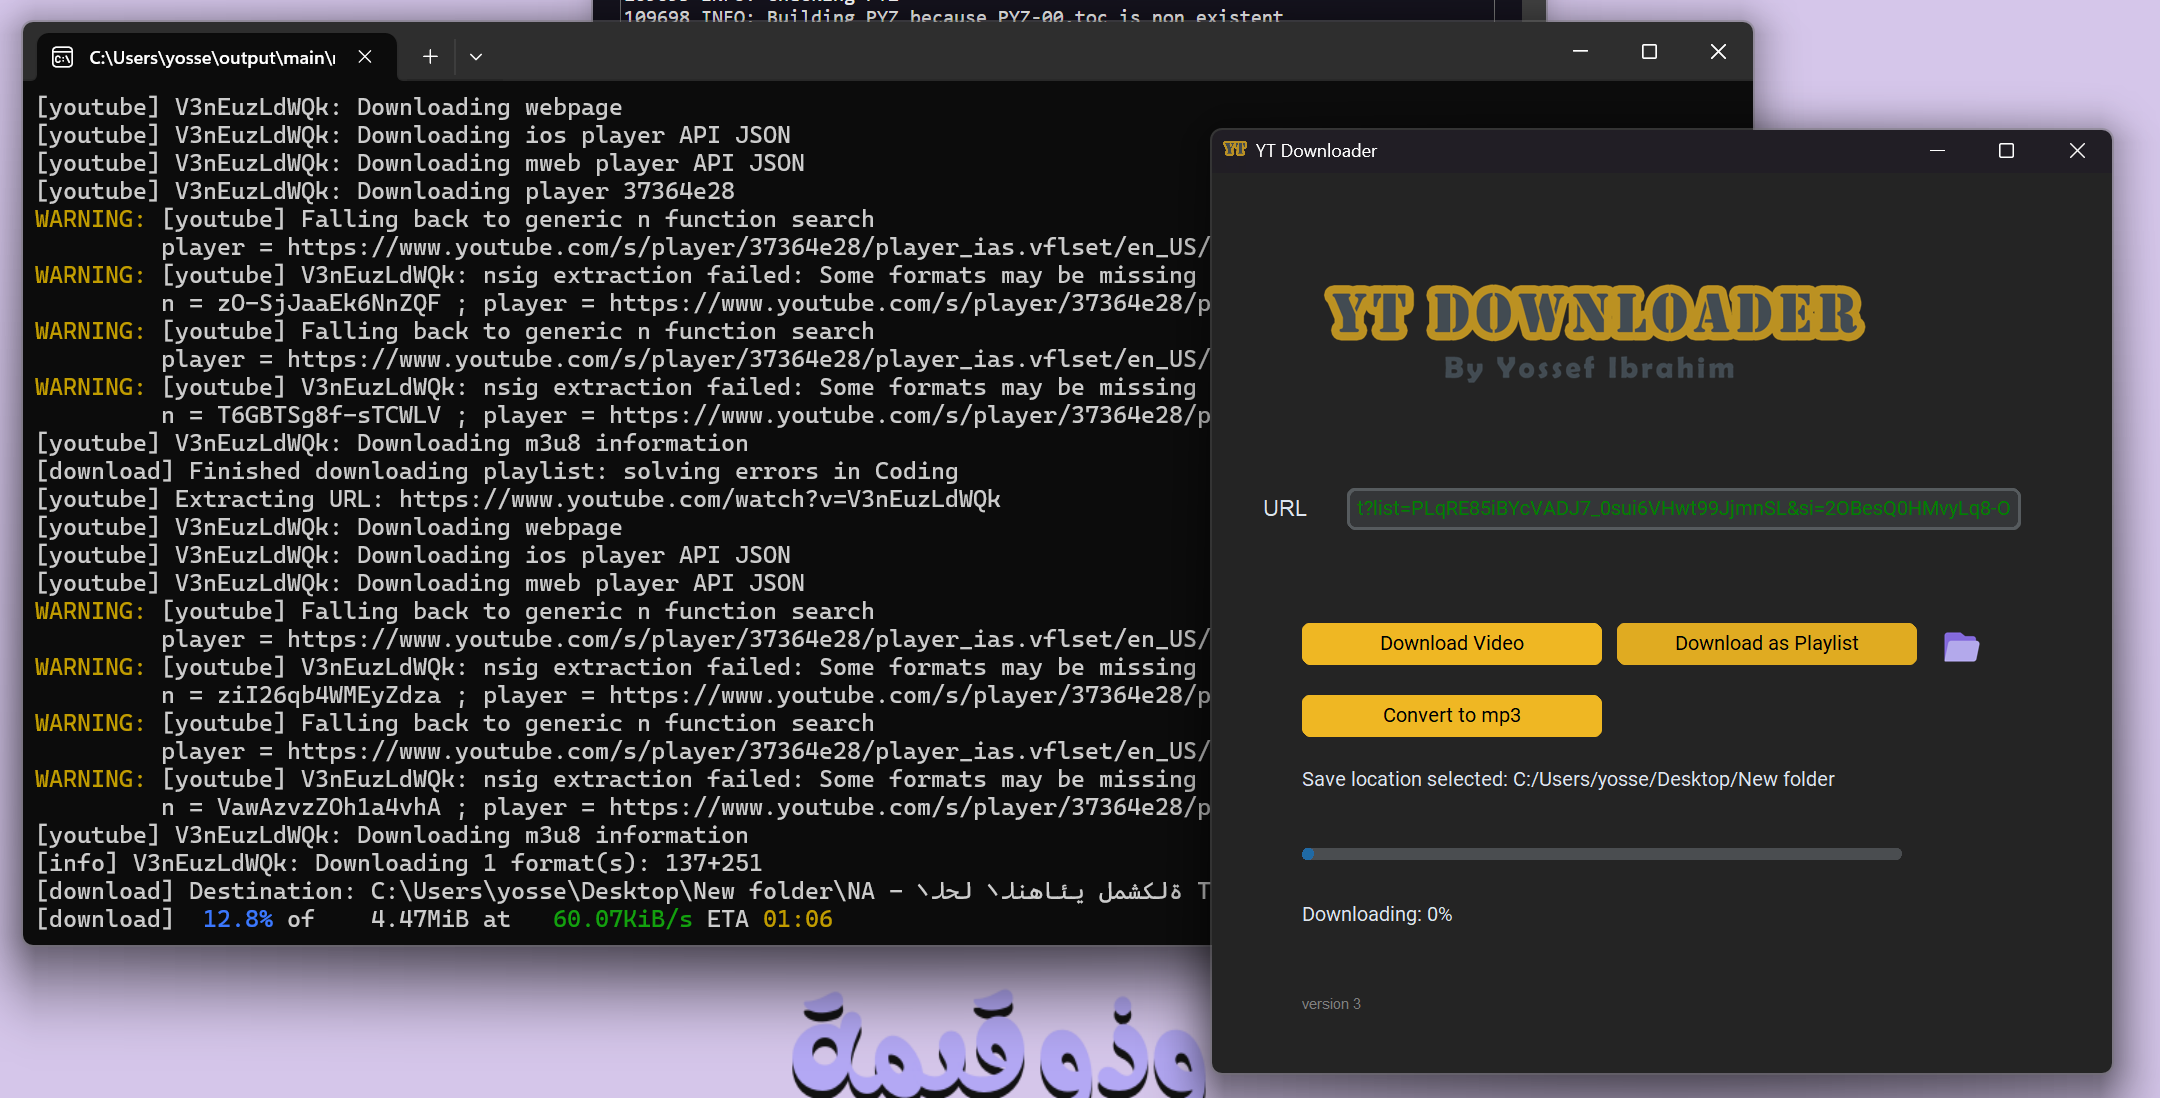 109698 INFO: Building PYZ because PYZ-00.toc is non existent
C:\Users\yosse\output\main\
[youtube] V3nEuzLdWQk: Downloading webpage
[youtube] V3nEuzLdWQk: Downloading ios player API JSON
[youtube] V3nEuzLdWQk: Downloading mweb player API JSON
[youtube] V3nEuzLdWQk: Downloading player 37364e28
WARNING: [youtube] Falling back to generic n function search
player = https://www.youtube.com/s/player/37364e28/player_ias.vflset/en_US/
WARNING: [youtube] V3nEuzLdWQk: nsig extraction failed: Some formats may be missing
n = zO-SjJaaEk6NnZQF ; player = https://www.youtube.com/s/player/37364e28/p
WARNING: [youtube] Falling back to generic n function search
player = https://www.youtube.com/s/player/37364e28/player_ias.vflset/en_US/
WARNING: [youtube] V3nEuzLdWQk: nsig extraction failed: Some formats may be missing
n = T6GBTSg8f-sTCWLV ; player = https://www.youtube.com/s/player/37364e28/p
[youtube] V3nEuzLdWQk: Downloading m3u8 information
[download] Finished downloading playlist: solving errors in Coding
[youtube] Extracting URL: https://www.youtube.com/watch?v=V3nEuzLdWQk
[youtube] V3nEuzLdWQk: Downloading webpage
[youtube] V3nEuzLdWQk: Downloading ios player API JSON
[youtube] V3nEuzLdWQk: Downloading mweb player API JSON
WARNING: [youtube] Falling back to generic n function search
player = https://www.youtube.com/s/player/37364e28/player_ias.vflset/en_US/
WARNING: [youtube] V3nEuzLdWQk: nsig extraction failed: Some formats may be missing
n = ziI26qb4WMEyZdza ; player = https://www.youtube.com/s/player/37364e28/p
WARNING: [youtube] Falling back to generic n function search
player = https://www.youtube.com/s/player/37364e28/player_ias.vflset/en_US/
WARNING: [youtube] V3nEuzLdWQk: nsig extraction failed: Some formats may be missing
n = VawAzvzZOh1a4vhA ; player = https://www.youtube.com/s/player/37364e28/p
[youtube] V3nEuzLdWQk: Downloading m3u8 information
[info] V3nEuzLdWQk: Downloading 1 format(s): 137+251
[download] Destination: C:\Users\yosse\Desktop\New folder\NA - الحل النهائي لمشكلة T
[download] 12.8% of 4.47MiB at 60.07KiB/s ETA 01:06
YT YT Downloader
YT DOWNLOADER
By Yossef Ibrahim
URL t?list=PLqRE85iBYcVADJ7_0sui6VHwt99JjmnSL&si=2OBesQ0HMvyLq8-O
Download Video Download as Playlist
Convert to mp3
Save location selected: C:/Users/yosse/Desktop/New folder
Downloading: 0%
version 3
وذو قيمة